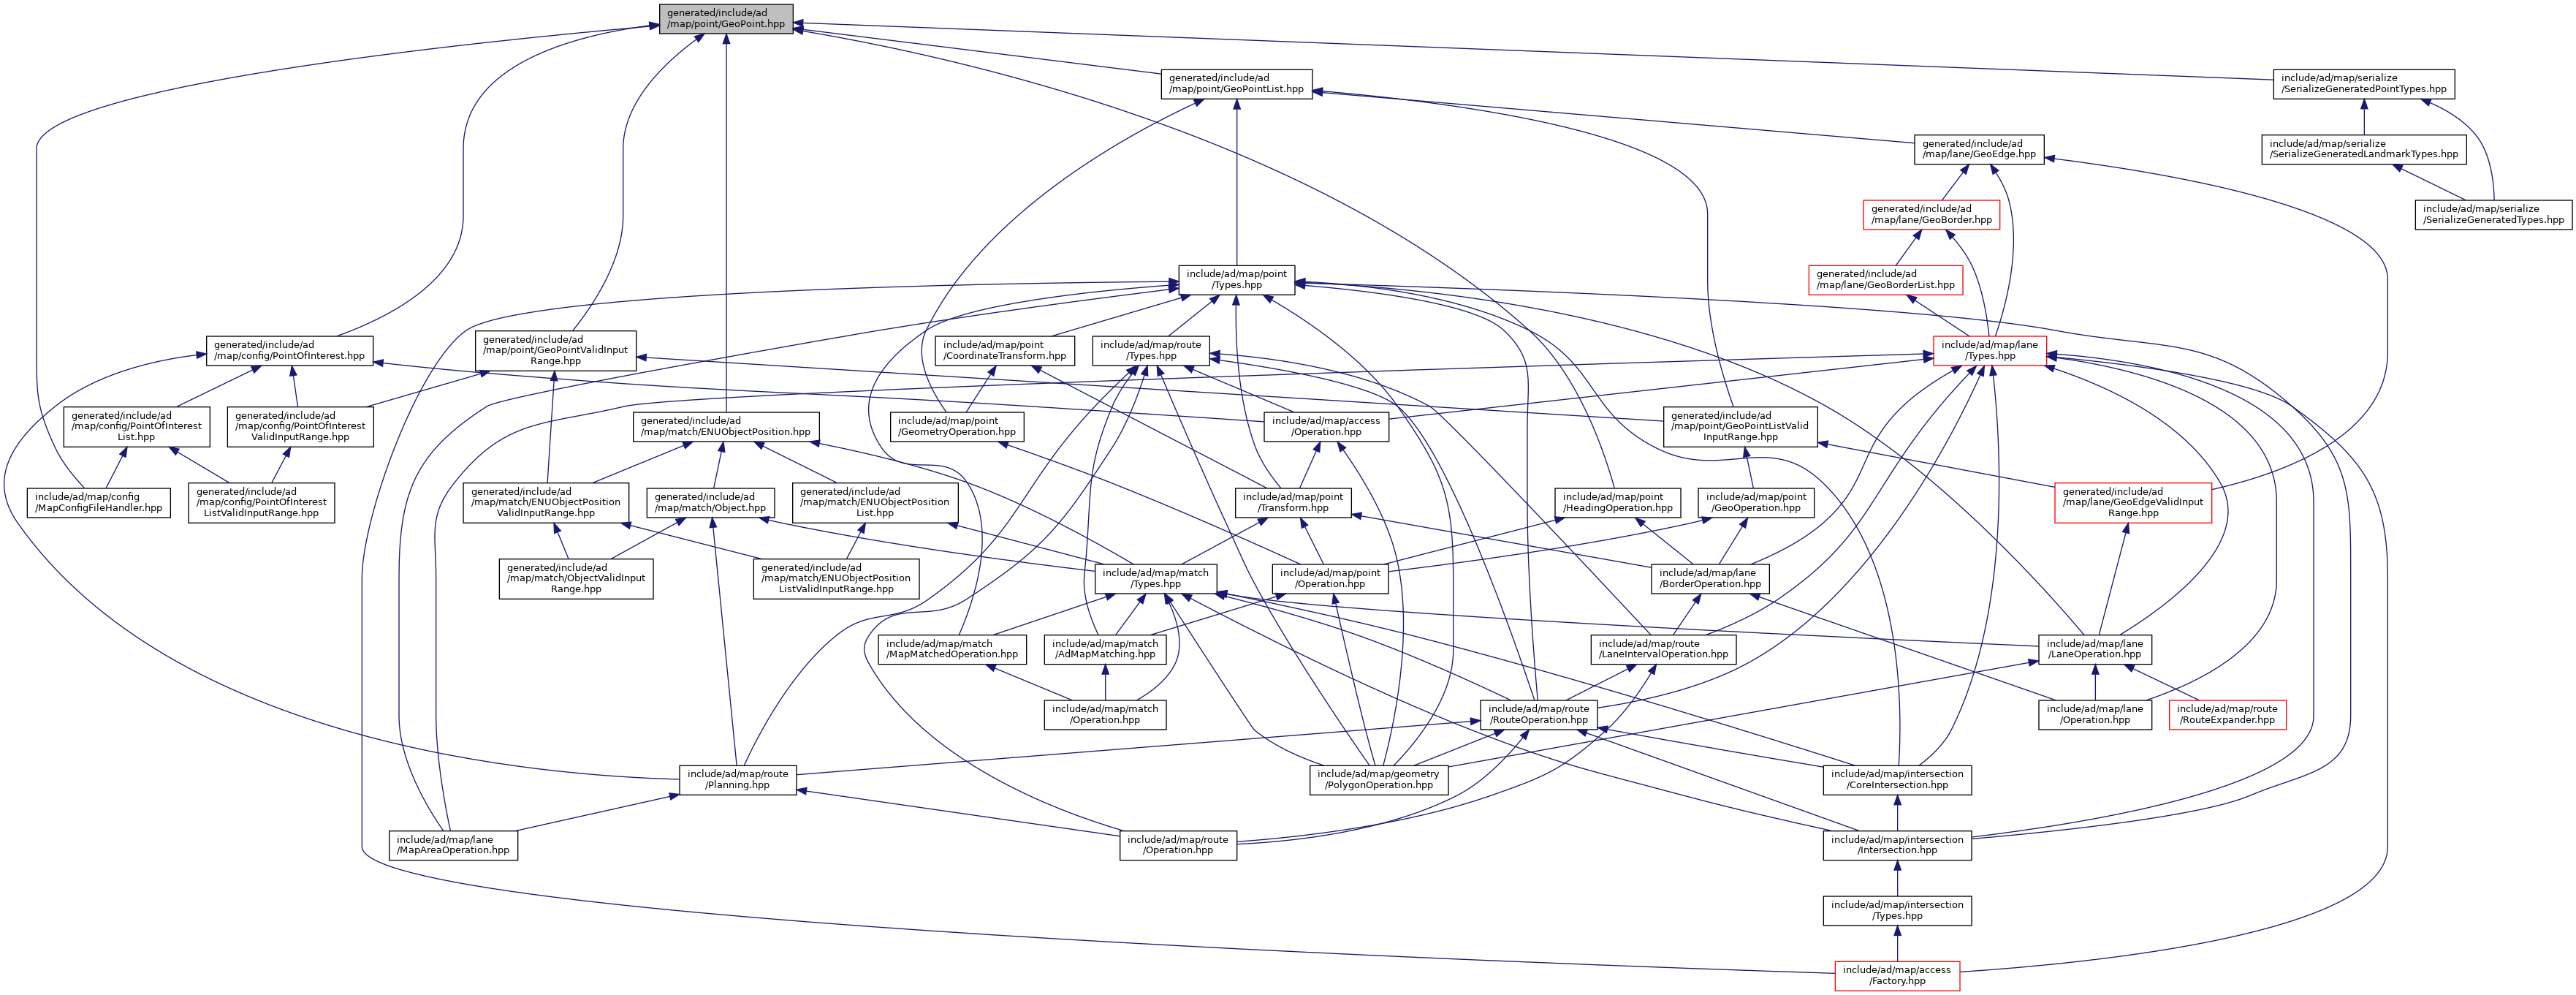 generated/include/ad
/map/point/GeoPoint.hpp
generated/include/ad
/map/point/GeoPointList.hpp
include/ad/map/serialize
/SerializeGeneratedPointTypes.hpp
generated/include/ad
/map/lane/GeoEdge.hpp
include/ad/map/serialize
/SerializeGeneratedLandmarkTypes.hpp
generated/include/ad
/map/lane/GeoBorder.hpp
include/ad/map/serialize
/SerializeGeneratedTypes.hpp
include/ad/map/point
/Types.hpp
generated/include/ad
/map/lane/GeoBorderList.hpp
generated/include/ad
/map/config/PointOfInterest.hpp
generated/include/ad
/map/point/GeoPointValidInput
Range.hpp
include/ad/map/point
/CoordinateTransform.hpp
include/ad/map/route
/Types.hpp
include/ad/map/lane
/Types.hpp
generated/include/ad
/map/config/PointOfInterest
List.hpp
generated/include/ad
/map/config/PointOfInterest
ValidInputRange.hpp
generated/include/ad
/map/match/ENUObjectPosition.hpp
include/ad/map/point
/GeometryOperation.hpp
include/ad/map/access
/Operation.hpp
generated/include/ad
/map/point/GeoPointListValid
InputRange.hpp
include/ad/map/config
/MapConfigFileHandler.hpp
generated/include/ad
/map/config/PointOfInterest
ListValidInputRange.hpp
generated/include/ad
/map/match/ENUObjectPosition
ValidInputRange.hpp
generated/include/ad
/map/match/Object.hpp
generated/include/ad
/map/match/ENUObjectPosition
List.hpp
include/ad/map/point
/Transform.hpp
include/ad/map/point
/HeadingOperation.hpp
include/ad/map/point
/GeoOperation.hpp
generated/include/ad
/map/lane/GeoEdgeValidInput
Range.hpp
generated/include/ad
/map/match/ObjectValidInput
Range.hpp
generated/include/ad
/map/match/ENUObjectPosition
ListValidInputRange.hpp
include/ad/map/match
/Types.hpp
include/ad/map/point
/Operation.hpp
include/ad/map/lane
/BorderOperation.hpp
include/ad/map/match
/MapMatchedOperation.hpp
include/ad/map/match
/AdMapMatching.hpp
include/ad/map/route
/LaneIntervalOperation.hpp
include/ad/map/lane
/LaneOperation.hpp
include/ad/map/match
/Operation.hpp
include/ad/map/route
/RouteOperation.hpp
include/ad/map/lane
/Operation.hpp
include/ad/map/route
/RouteExpander.hpp
include/ad/map/route
/Planning.hpp
include/ad/map/geometry
/PolygonOperation.hpp
include/ad/map/intersection
/CoreIntersection.hpp
include/ad/map/lane
/MapAreaOperation.hpp
include/ad/map/route
/Operation.hpp
include/ad/map/intersection
/Intersection.hpp
include/ad/map/intersection
/Types.hpp
include/ad/map/access
/Factory.hpp